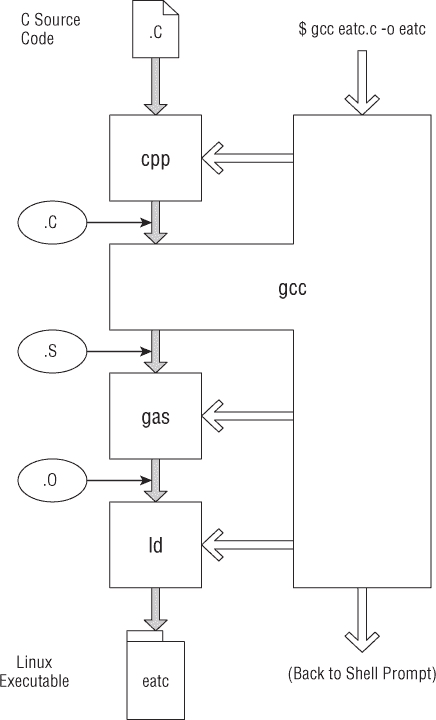 C Source
Code
.C
$ gcc eatc.c -o eatc
cpp
.C
gcc
.S
gas
.O
ld
Linux
Executable
eatc
(Back to Shell Prompt)